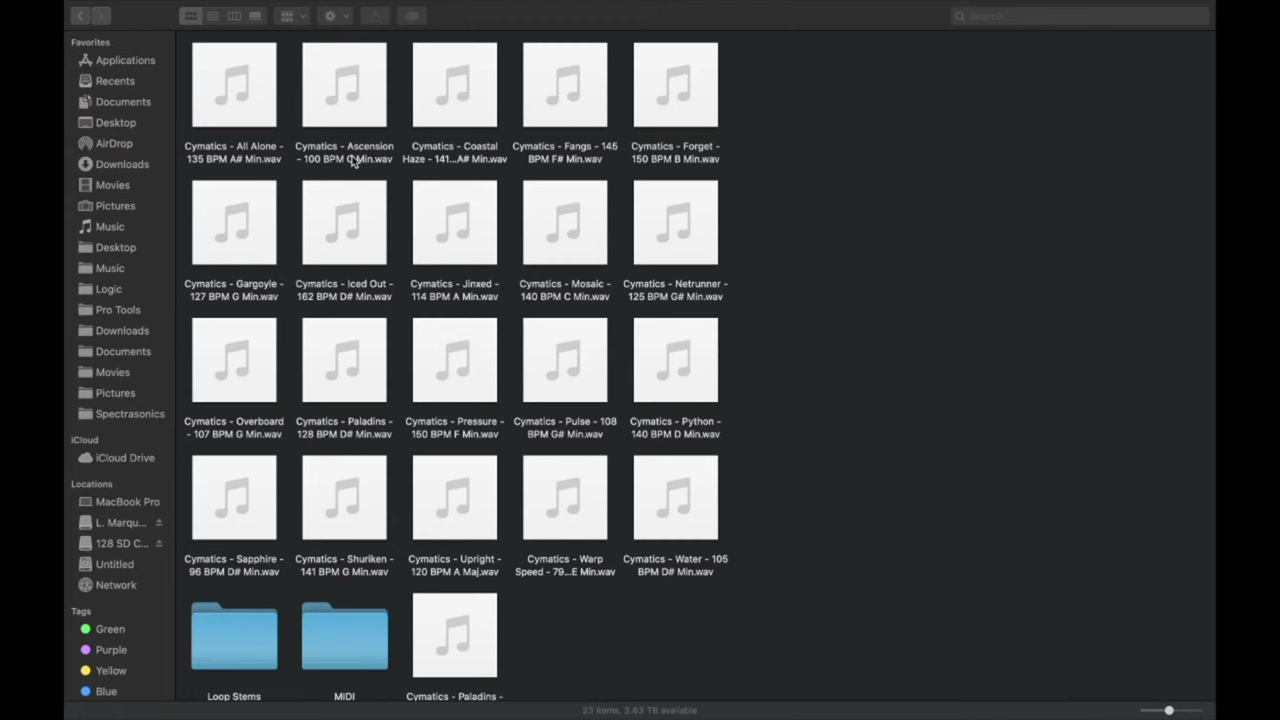 Search
Favorites
Applications
Recents
Documents
Desktop
AirDrop
Downloads
Movies
Pictures
Music
Desktop
Music
Logic
Pro Tools
Downloads
Documents
Movies
Pictures
Spectrasonics
iCloud
iCloud Drive
Locations
MacBook Pro
L. Marqu...
128 SD C...
Untitled
Network
Tags
Green
Purple
Yellow
Blue
Cymatics - All Alone -
135 BPM A# Min.wav
Cymatics - Ascension
- 100 BPM Min.wav
Cymatics - Coastal
Haze - 141...A# Min.wav
Cymatics - Fangs - 145
BPM F# Min.wav
Cymatics - Forget -
150 BPM B Min.wav
Cymatics - Gargoyle -
127 BPM G Min.wav
Cymatics - Iced Out -
162 BPM D# Min.wav
Cymatics - Jinxed -
114 BPM A Min.wav
Cymatics - Mosaic -
140 BPM C Min.wav
Cymatics - Netrunner -
125 BPM G# Min.wav
Cymatics - Overboard
- 107 BPM G Min.wav
Cymatics - Paladins -
128 BPM D# Min.wav
Cymatics - Pressure -
150 BPM F Min.wav
Cymatics - Pulse - 108
BPM G# Min.wav
Cymatics - Python -
140 BPM D Min.wav
Cymatics - Sapphire -
96 BPM D# Min.wav
Cymatics - Shuriken -
141 BPM G Min.wav
Cymatics - Upright -
120 BPM A Maj.wav
Cymatics - Warp
Speed - 79...E Min.wav
Cymatics - Water - 105
BPM D# Min.wav
Loop Stems
MIDI
Cymatics - Paladins -
23 items, 3.63 TB available